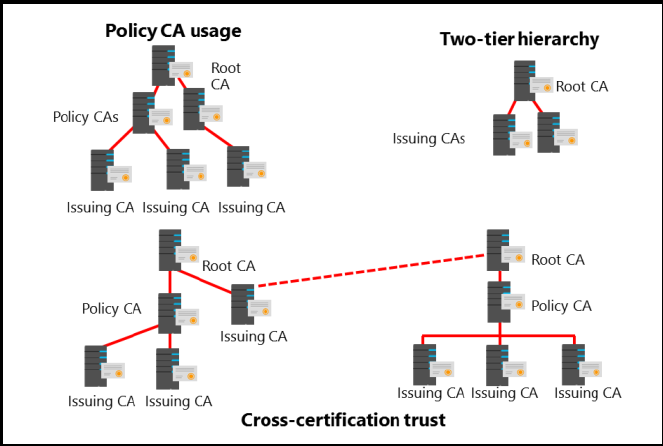 Policy CA usage
Root
CA
Policy CAs
Issuing CA Issuing CA Issuing CA
Two-tier hierarchy
Root CA
Issuing CAs
Root CA
Policy CA
Issuing CA
Issuing CA Issuing CA
Root CA
Policy CA
Issuing CA Issuing CA Issuing CA
Cross-certification trust